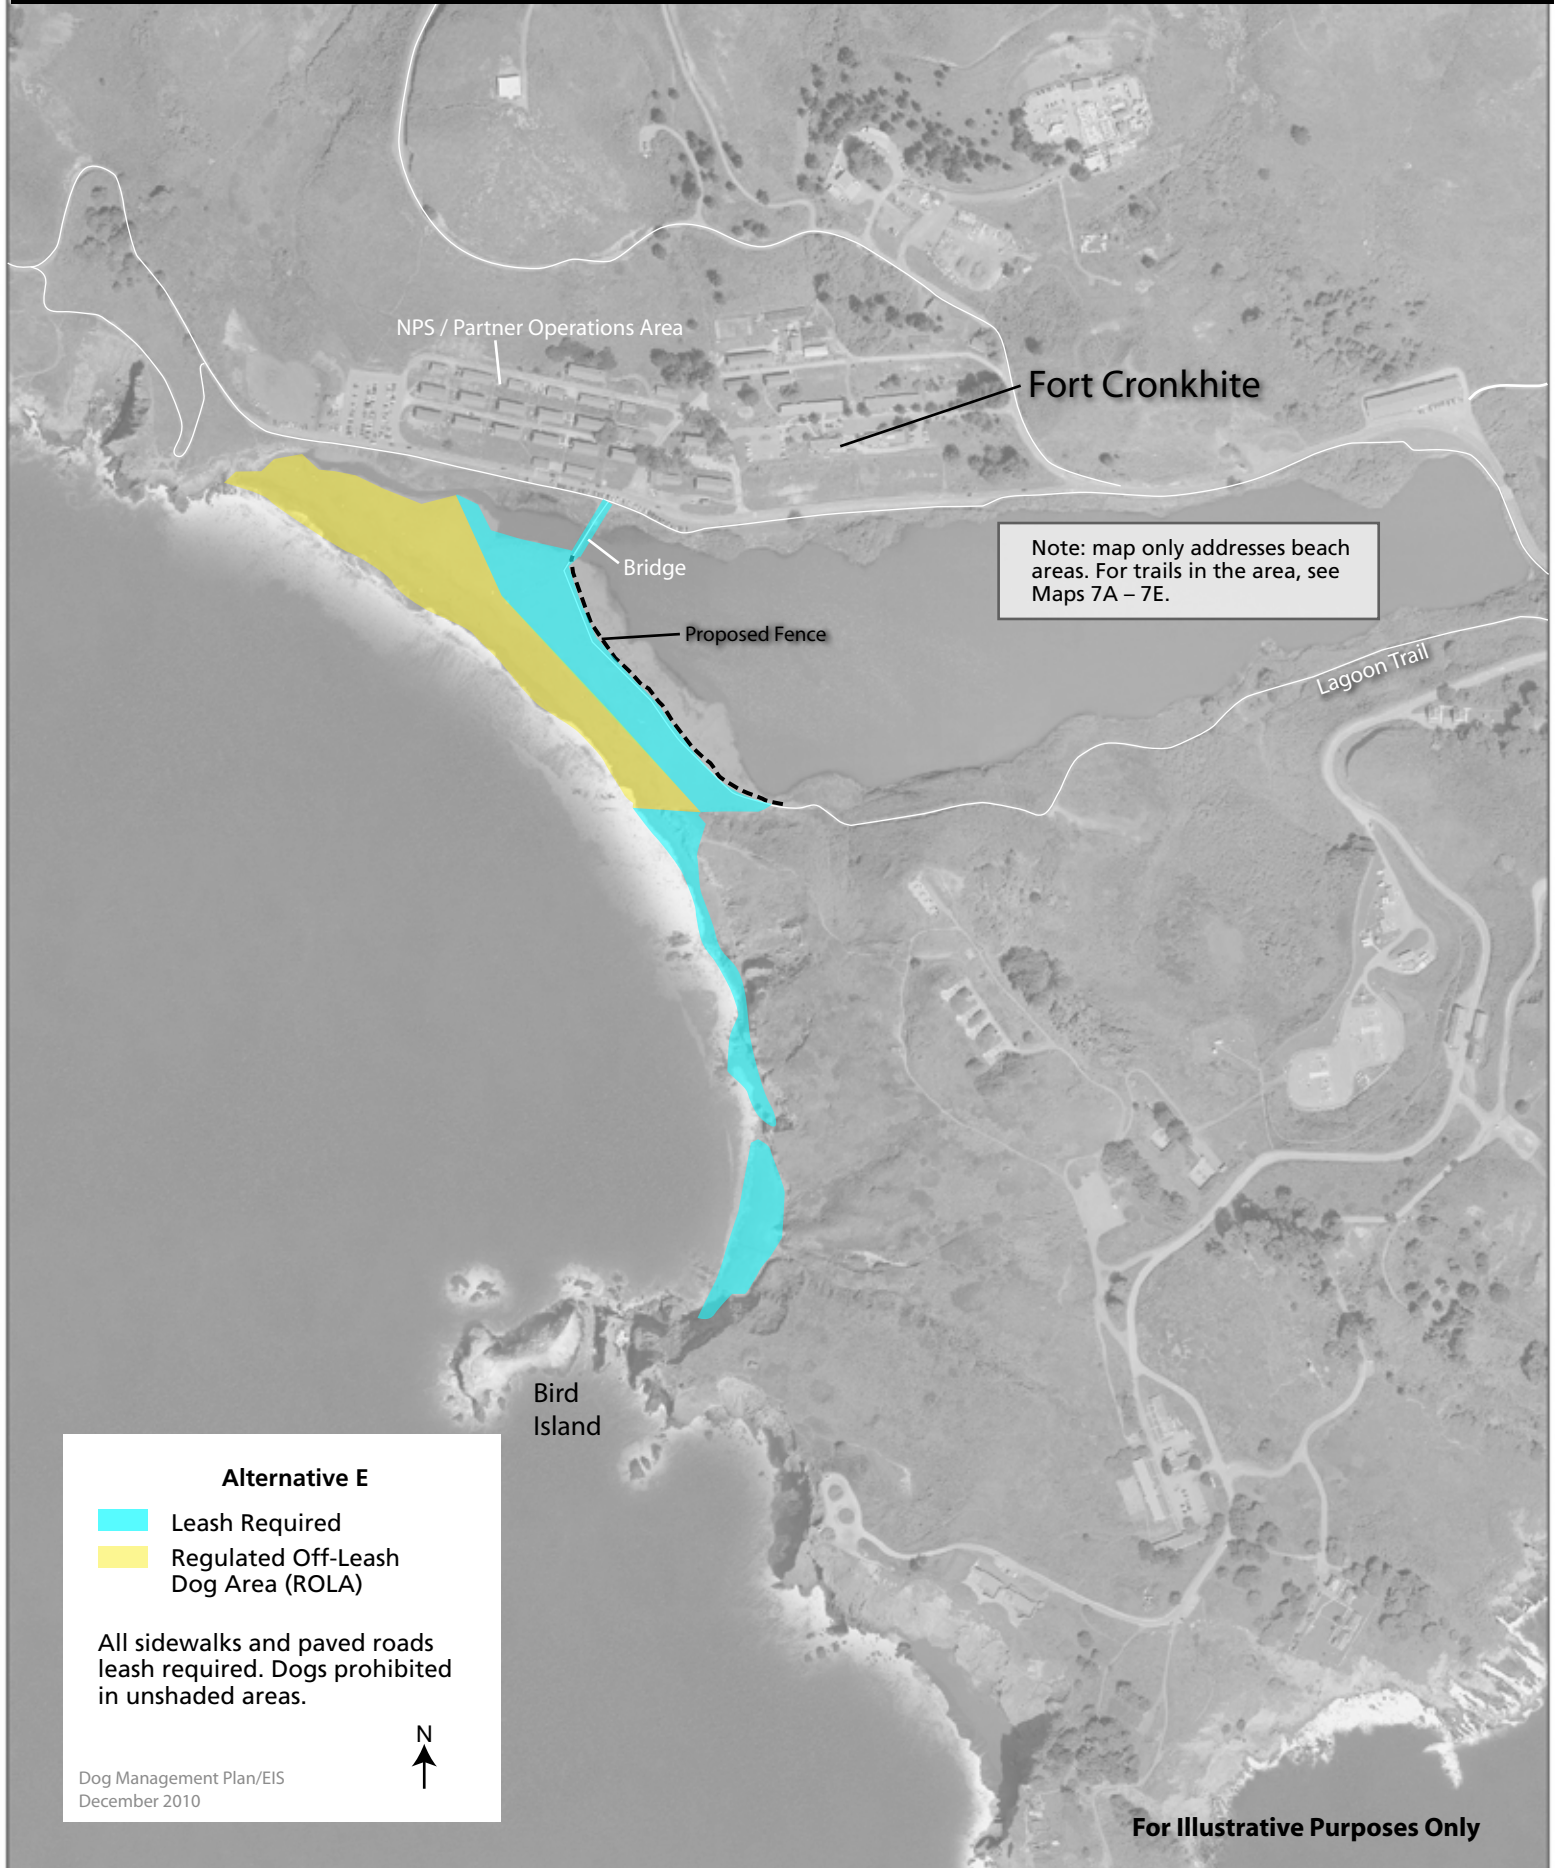 NPS / Partner Operations Area
Fort Cronkhite
Bridge
Note: map only addresses beach
areas. For trails in the area, see
Maps 7A – 7E.
Proposed Fence
Lagoon Trail
Bird
Island
Alternative E
Leash Required
Regulated Off-Leash
Dog Area (ROLA)
All sidewalks and paved roads
leash required. Dogs prohibited
in unshaded areas.
N
Dog Management Plan/EIS
December 2010
For Illustrative Purposes Only